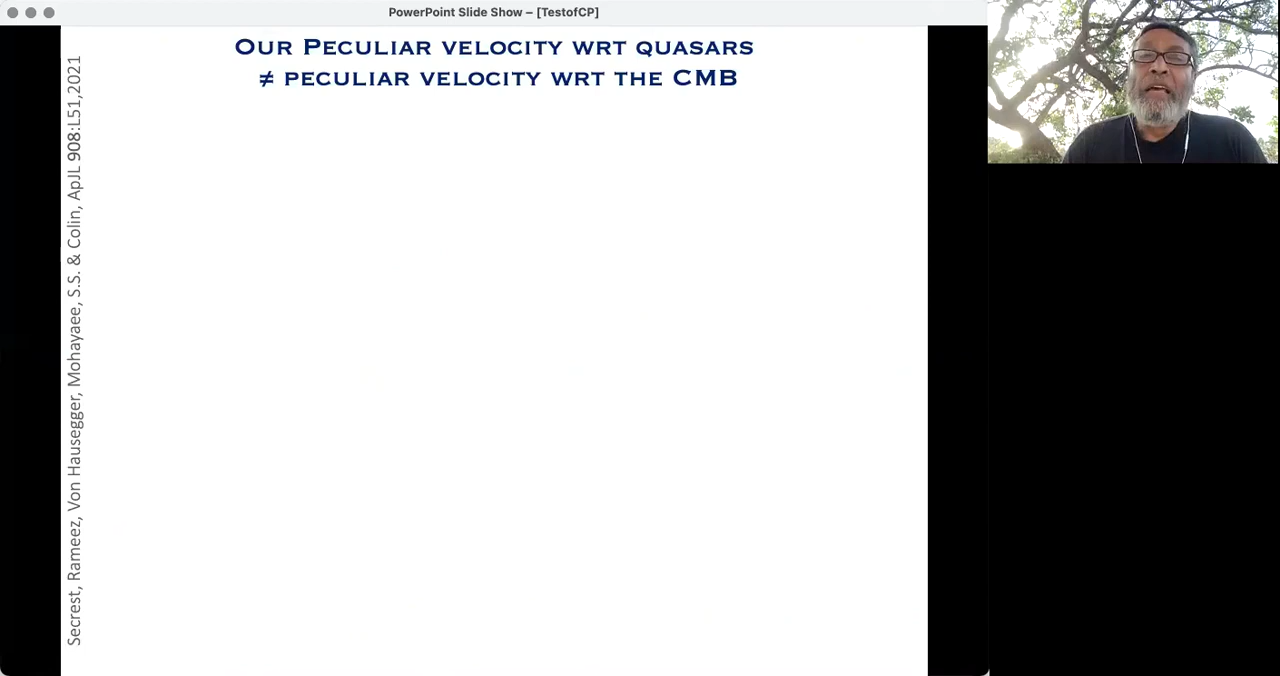 PowerPoint Slide Show – [TestofCP]
Our Peculiar velocity wrt quasars
≠ peculiar velocity wrt the CMB
Secrest, Rameez, Von Hausegger, Mohayaee, S.S. & Colin, ApJL 908:L51,2021